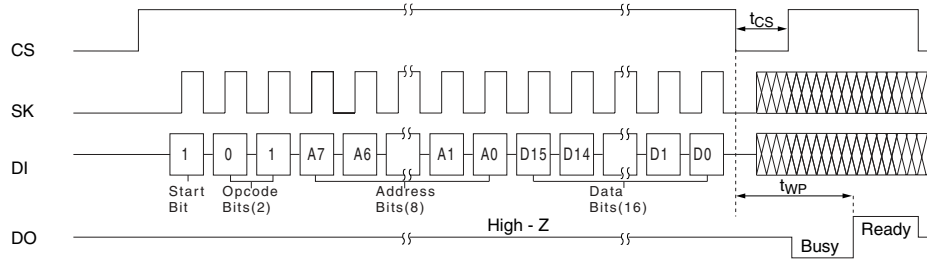 CS
tCS
SK
DI
1 0 1 A7 A6 A1 A0 D15 D14 D1 D0
Start Bit
Opcode Bits(2)
Address Bits(8)
Data Bits(16)
tWP
DO
High - Z
Busy
Ready